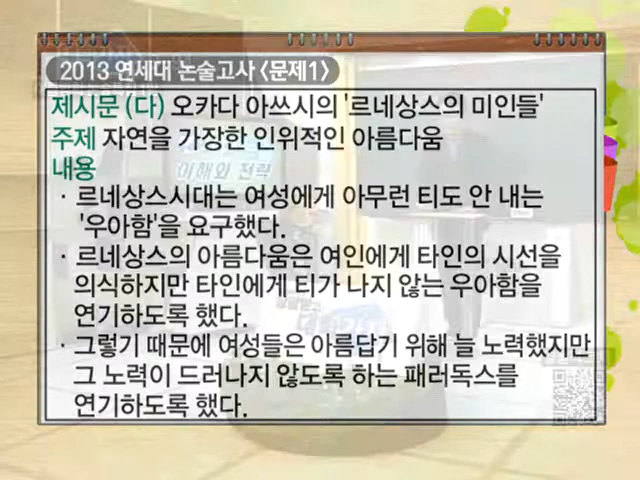 2013 연세대 논술고사 <문제1>
제시문 (다) 오카다 아쓰시의 '르네상스의 미인들'
주제 자연을 가장한 인위적인 아름다움
내용
· 르네상스시대는 여성에게 아무런 티도 안 내는
'우아함'을 요구했다.
· 르네상스의 아름다움은 여인에게 타인의 시선을
의식하지만 타인에게 티가 나지 않는 우아함을
연기하도록 했다.
· 그렇기 때문에 여성들은 아름답기 위해 늘 노력했지만
그 노력이 드러나지 않도록 하는 패러독스를
연기하도록 했다.
이해와 전략